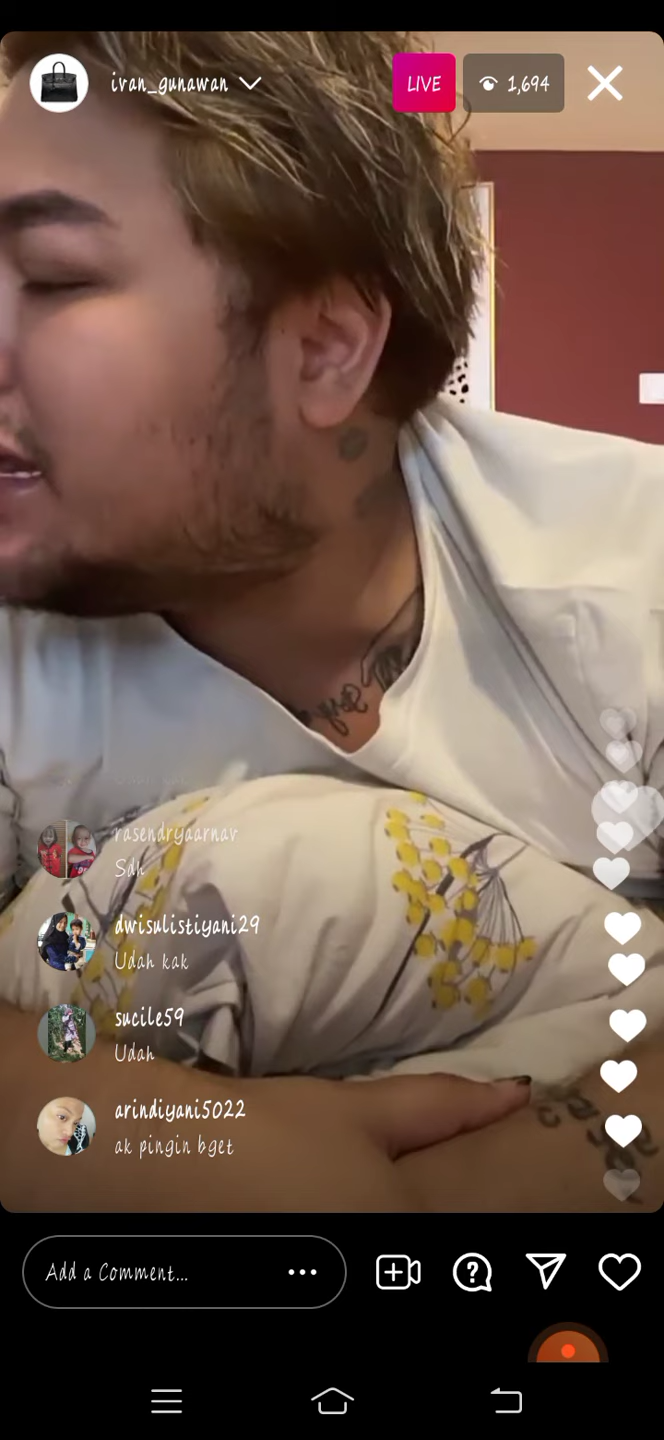 ivan_gunawan
LIVE
1,694
rasendryaarnav
Sdh
dwisulistiyani29
Udah kak
sucile59
Udah
arindiyani5022
ak pingin bget
Add a Comment...